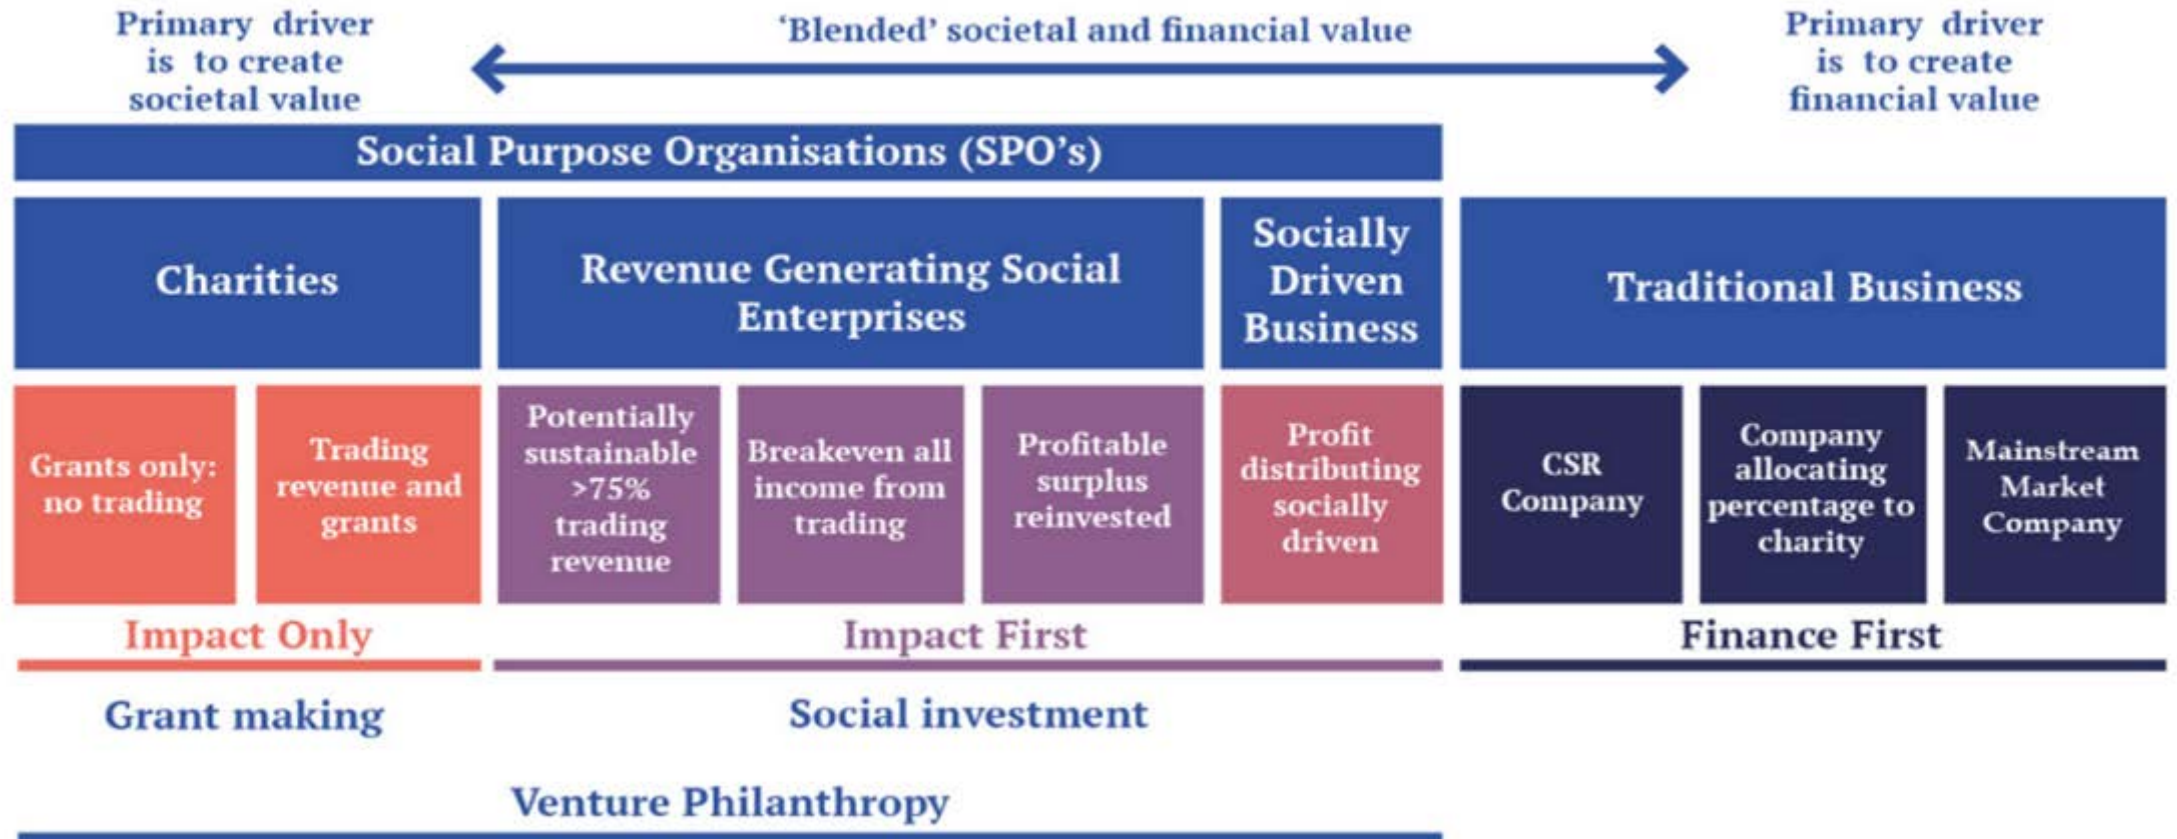 Primary driver
is to create
societal value
‘Blended’ societal and financial value
Primary driver
is to create
financial value
Social Purpose Organisations (SPO’s)
Charities
Revenue Generating Social
Enterprises
Socially
Driven
Business
Traditional Business
Grants only:
no trading
Trading
revenue and
grants
Potentially
sustainable
>75%
trading
revenue
Breakeven all
income from
trading
Profitable
surplus
reinvested
Profit
distributing
socially
driven
CSR
Company
Company
allocating
percentage to
charity
Mainstream
Market
Company
Impact Only
Impact First
Finance First
Grant making
Social investment
Venture Philanthropy